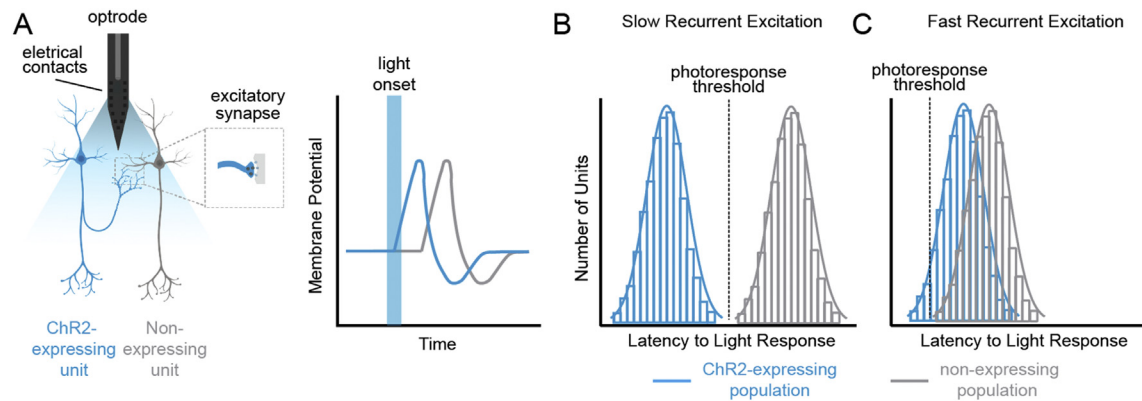 A
optrode
eletrical
contacts
excitatory
synapse
ChR2-
expressing
unit
Non-
expressing
unit
light
onset
Membrane Potential
Time
B
Slow Recurrent Excitation
photoresponse
threshold
Number of Units
Latency to Light Response
C
Fast Recurrent Excitation
photoresponse
threshold
Latency to Light Response
ChR2-expressing
population
non-expressing
population